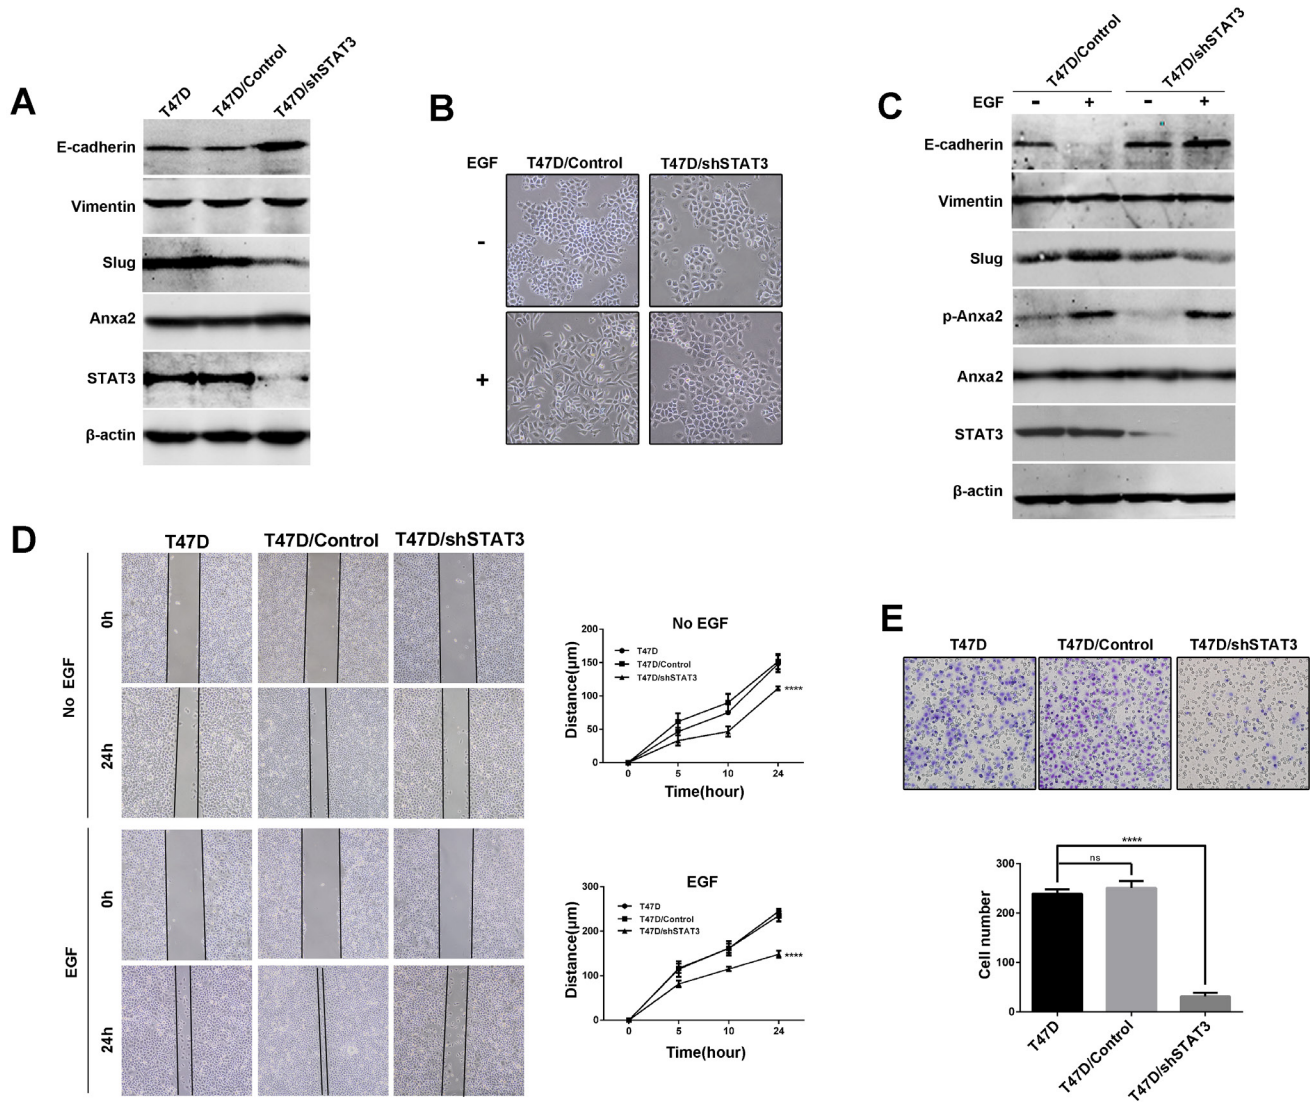 A
T47D
T47D/Control
T47D/shSTAT3
E-cadherin
Vimentin
Slug
Anxa2
STAT3
β-actin
B
EGF
T47D/Control
T47D/shSTAT3
-
+
C
T47D/Control
T47D/shSTAT3
EGF - + - +
E-cadherin
Vimentin
Slug
p-Anxa2
Anxa2
STAT3
β-actin
D
T47D
T47D/Control
T47D/shSTAT3
No EGF
0h
24h
EGF
0h
24h
No EGF
Distance(μm)
200
150
100
50
0
T47D
T47D/Control
T47D/shSTAT3
****
0 5 10 24
Time(hour)
EGF
Distance(μm)
300
200
100
0
T47D
T47D/Control
T47D/shSTAT3
****
0 5 10 24
Time(hour)
E
T47D
T47D/Control
T47D/shSTAT3
****
ns
Cell number
300
200
100
0
T47D
T47D/Control
T47D/shSTAT3